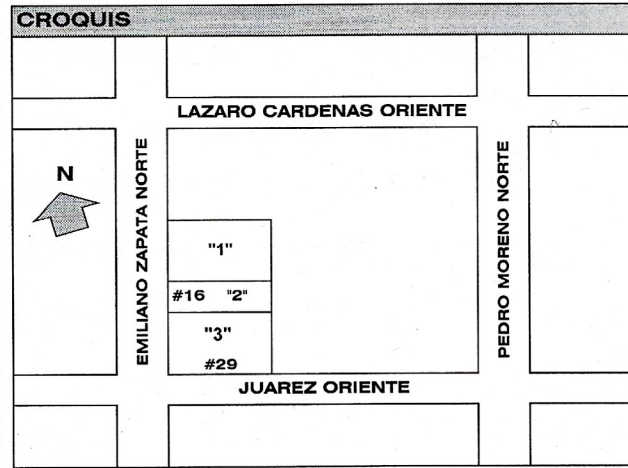 CROQUIS
LAZARO CARDENAS ORIENTE
N
EMILIANO ZAPATA NORTE
PEDRO MORENO NORTE
"1"
#16 "2"
"3"
#29
JUAREZ ORIENTE